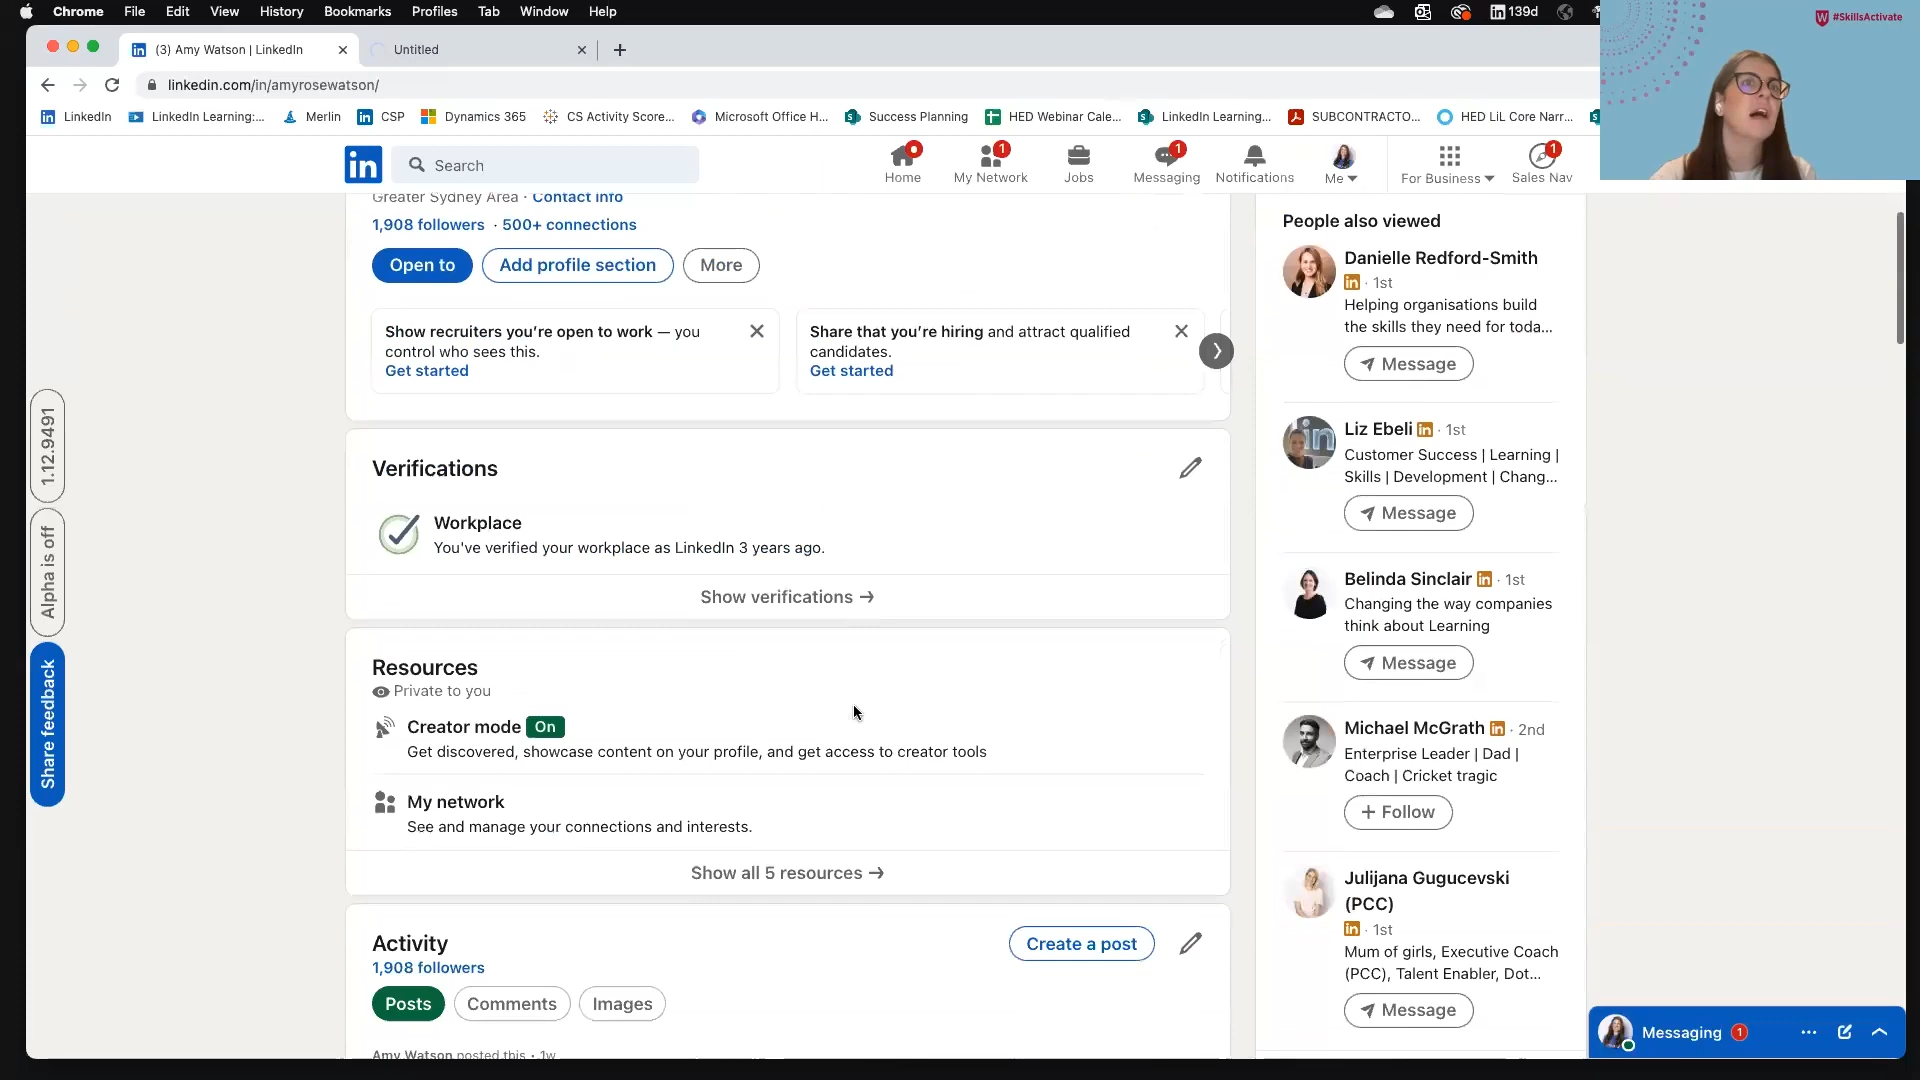 Chrome File Edit View History Bookmarks Profiles Tab Window Help
139d
#SkillsActivate
(3) Amy Watson | LinkedIn
Untitled
linkedin.com/in/amyrosewatson/
LinkedIn
LinkedIn Learning:...
Merlin
CSP
Dynamics 365
CS Activity Score...
Microsoft Office H...
Success Planning
HED Webinar Cale...
LinkedIn Learning...
SUBCONTRACTO...
HED LiL Core Narr...
in
Search
Home
1
My Network
Jobs
1
Messaging
Notifications
Me
For Business
1
Sales Nav
Greater Sydney Area · Contact info
1,908 followers · 500+ connections
Open to
Add profile section
More
Show recruiters you're open to work — you
control who sees this.
Get started
Share that you're hiring and attract qualified
candidates.
Get started
Verifications
Workplace
You've verified your workplace as LinkedIn 3 years ago.
Show verifications →
Resources
Private to you
Creator mode On
Get discovered, showcase content on your profile, and get access to creator tools
My network
See and manage your connections and interests.
Show all 5 resources →
Activity
1,908 followers
Create a post
Posts
Comments
Images
Amy Watson posted this • 1w
People also viewed
Danielle Redford-Smith
in · 1st
Helping organisations build
the skills they need for toda...
Message
Liz Ebeli in · 1st
Customer Success | Learning |
Skills | Development | Chang...
Message
Belinda Sinclair in · 1st
Changing the way companies
think about Learning
Message
Michael McGrath in · 2nd
Enterprise Leader | Dad |
Coach | Cricket tragic
+ Follow
Julijana Gugucevski
(PCC)
in · 1st
Mum of girls, Executive Coach
(PCC), Talent Enabler, Dot...
Message
Messaging 1
1.12.9491
Alpha is off
Share feedback